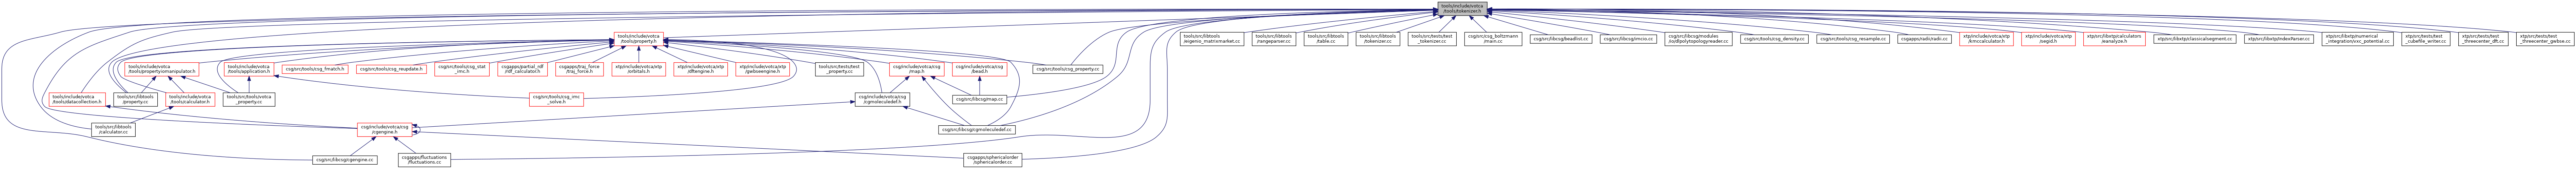 tools/include/votca
/tools/tokenizer.h
tools/include/votca
/tools/property.h
tools/src/libtools
/eigenio_matrixmarket.cc
tools/src/libtools
/rangeparser.cc
tools/src/libtools
/table.cc
tools/src/libtools
/tokenizer.cc
tools/src/tests/test
_tokenizer.cc
csg/src/csg_boltzmann
/main.cc
csg/src/libcsg/beadlist.cc
csg/src/libcsg/imcio.cc
csg/src/libcsg/modules
/io/dlpolytopologyreader.cc
csg/src/tools/csg_density.cc
csg/src/tools/csg_resample.cc
csgapps/radii/radii.cc
xtp/include/votca/xtp
/kmccalculator.h
xtp/include/votca/xtp
/segid.h
xtp/src/libxtp/calculators
/eanalyze.h
xtp/src/libxtp/classicalsegment.cc
xtp/src/libxtp/IndexParser.cc
xtp/src/libxtp/numerical
_integration/vxc_potential.cc
xtp/src/tests/test
_cubefile_writer.cc
xtp/src/tests/test
_threecenter_dft.cc
xtp/src/tests/test
_threecenter_gwbse.cc
tools/include/votca
/tools/propertyiomanipulator.h
tools/include/votca
/tools/application.h
csg/src/tools/csg_fmatch.h
csg/src/tools/csg_reupdate.h
csg/src/tools/csg_stat
_imc.h
csgapps/partial_rdf
/rdf_calculator.h
csgapps/traj_force
/traj_force.h
xtp/include/votca/xtp
/orbitals.h
xtp/include/votca/xtp
/dftengine.h
xtp/include/votca/xtp
/gwbseengine.h
tools/src/tests/test
_property.cc
csg/include/votca/csg
/map.h
csg/include/votca/csg
/bead.h
csg/src/tools/csg_property.cc
tools/include/votca
/tools/datacollection.h
tools/src/libtools
/property.cc
tools/include/votca
/tools/calculator.h
tools/src/tools/votca
_property.cc
csg/src/tools/csg_imc
_solve.h
csg/include/votca/csg
/cgmoleculedef.h
csg/src/libcsg/map.cc
tools/src/libtools
/calculator.cc
csg/include/votca/csg
/cgengine.h
csg/src/libcsg/cgmoleculedef.cc
csg/src/libcsg/cgengine.cc
csgapps/fluctuations
/fluctuations.cc
csgapps/sphericalorder
/sphericalorder.cc